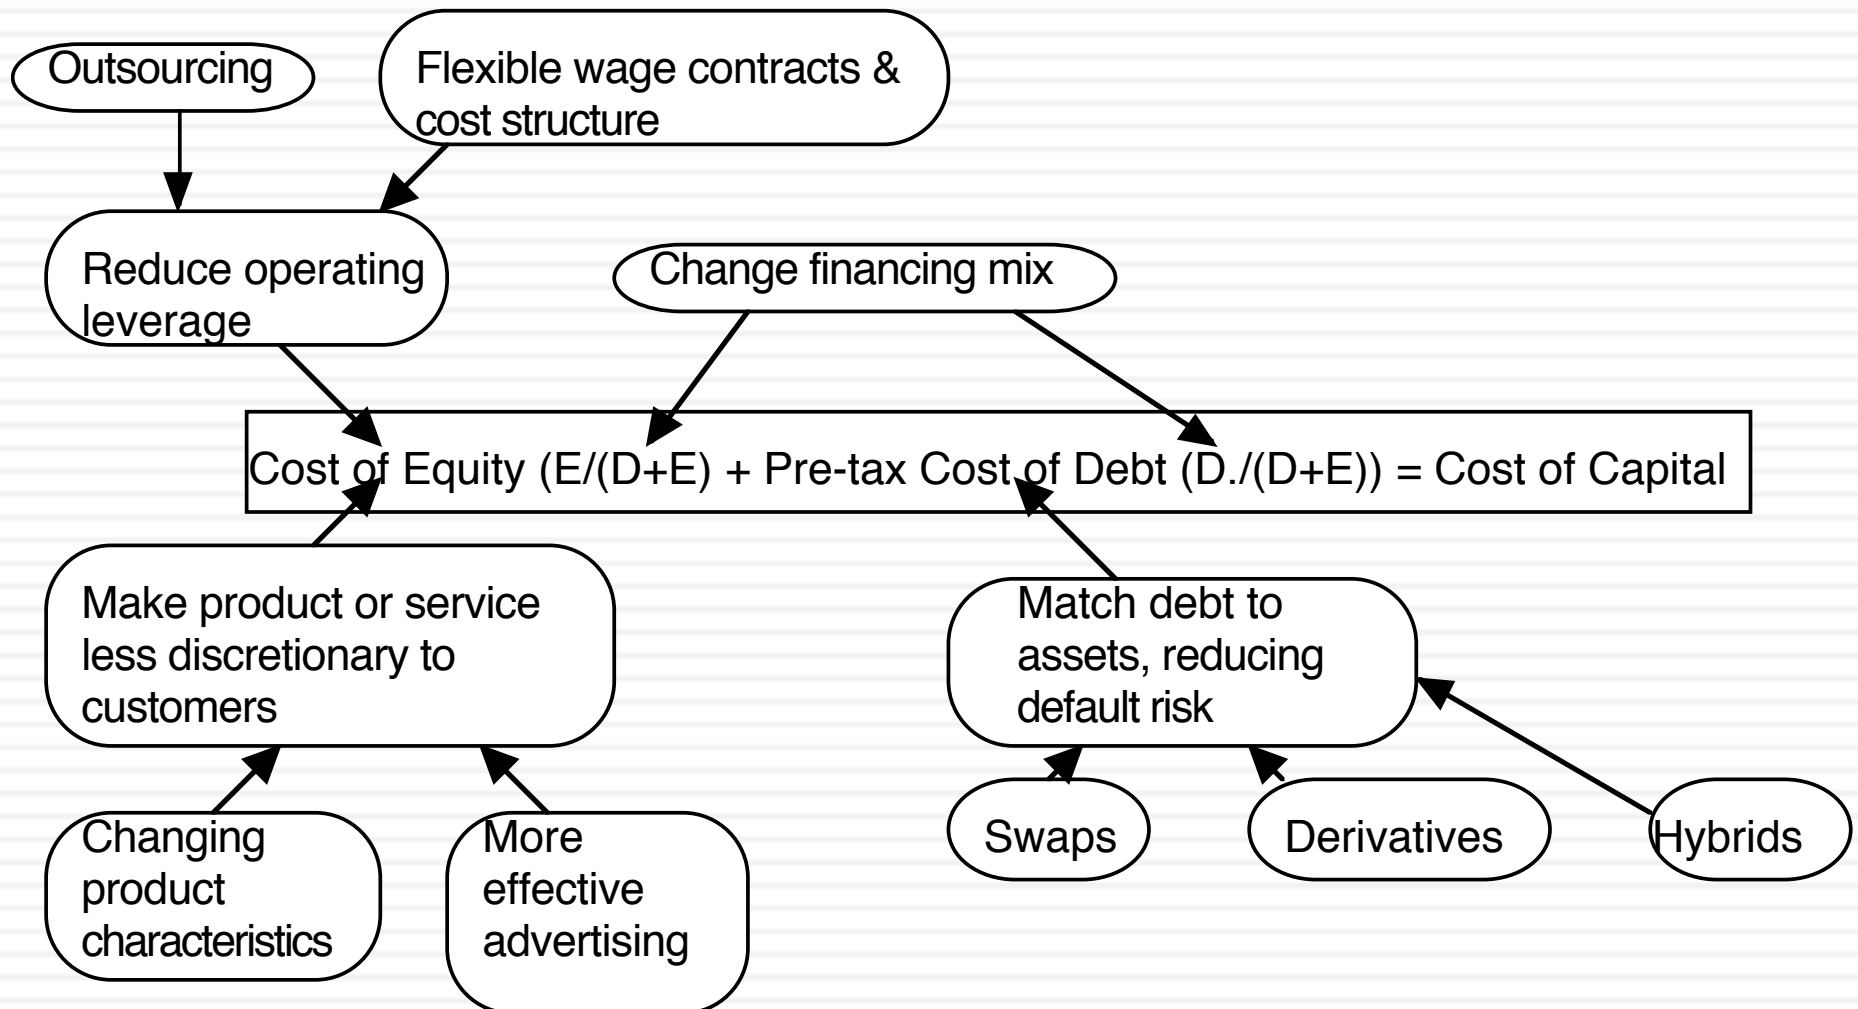 Outsourcing
Flexible wage contracts &
cost structure
Reduce operating
leverage
Change financing mix
Cost of Equity (E/(D+E) + Pre-tax Cost of Debt (D./(D+E)) = Cost of Capital
Make product or service
less discretionary to
customers
Match debt to
assets, reducing
default risk
Changing
product
characteristics
More
effective
advertising
Swaps
Derivatives
Hybrids